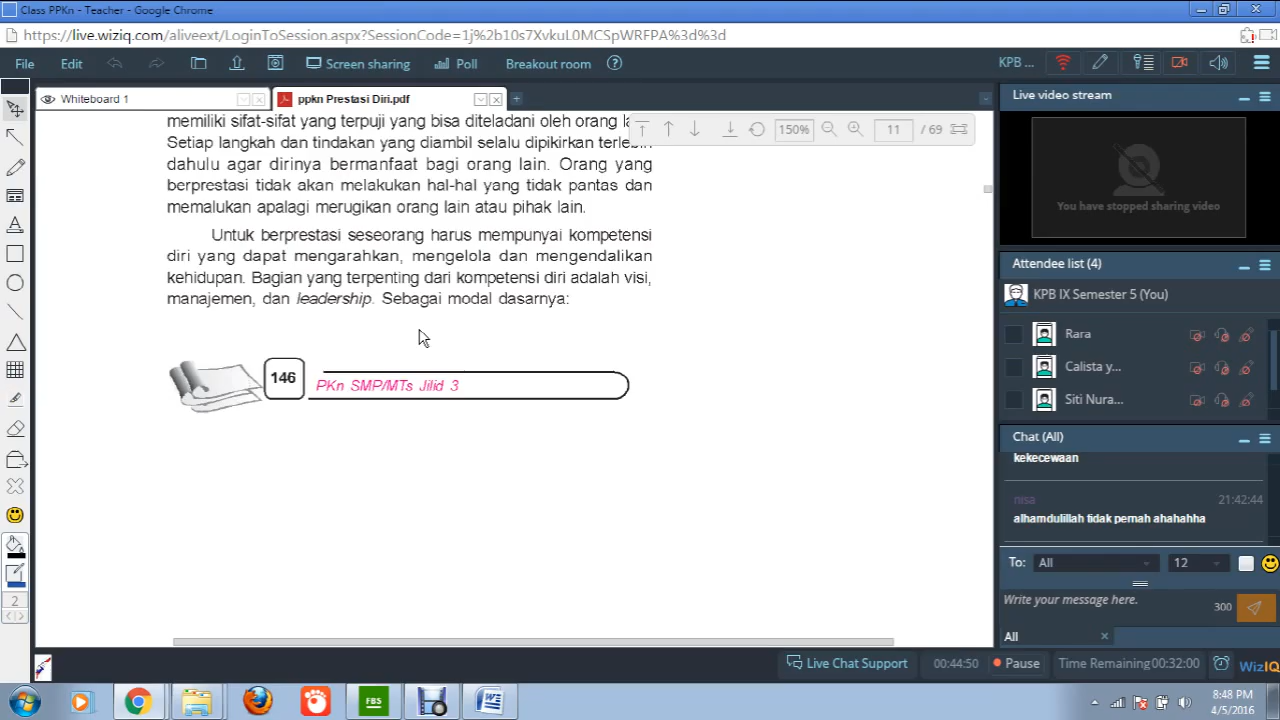 Class PPKn - Teacher - Google Chrome
https://live.wiziq.com/aliveext/LoginToSession.aspx?SessionCode=1j%2b10s7XvkuL0MCSpWRFPA%3d%3d
File Edit Screen sharing Poll Breakout room KPB ...
Whiteboard 1 ppkn Prestasi Diri.pdf
150% 11 / 69
memiliki sifat-sifat yang terpuji yang bisa diteladani oleh orang
Setiap langkah dan tindakan yang diambil selalu dipikirkan terlebih
dahulu agar dirinya bermanfaat bagi orang lain. Orang yang
berprestasi tidak akan melakukan hal-hal yang tidak pantas dan
memalukan apalagi merugikan orang lain atau pihak lain.
Untuk berprestasi seseorang harus mempunyai kompetensi
diri yang dapat mengarahkan, mengelola dan mengendalikan
kehidupan. Bagian yang terpenting dari kompetensi diri adalah visi,
manajemen, dan leadership. Sebagai modal dasarnya:
146 PKn SMP/MTs Jilid 3
2
Live video stream
You have stopped sharing video
Attendee list (4)
KPB IX Semester 5 (You)
Rara
Calista y...
Siti Nura...
Chat (All)
kekecewaan
nisa 21:42:44
alhamdulillah tidak pernah ahahahha
To: All 12
Write your message here. 300
All
Live Chat Support 00:44:50 Pause Time Remaining00:32:00 WizIQ
FBS
8:48 PM
4/5/2016